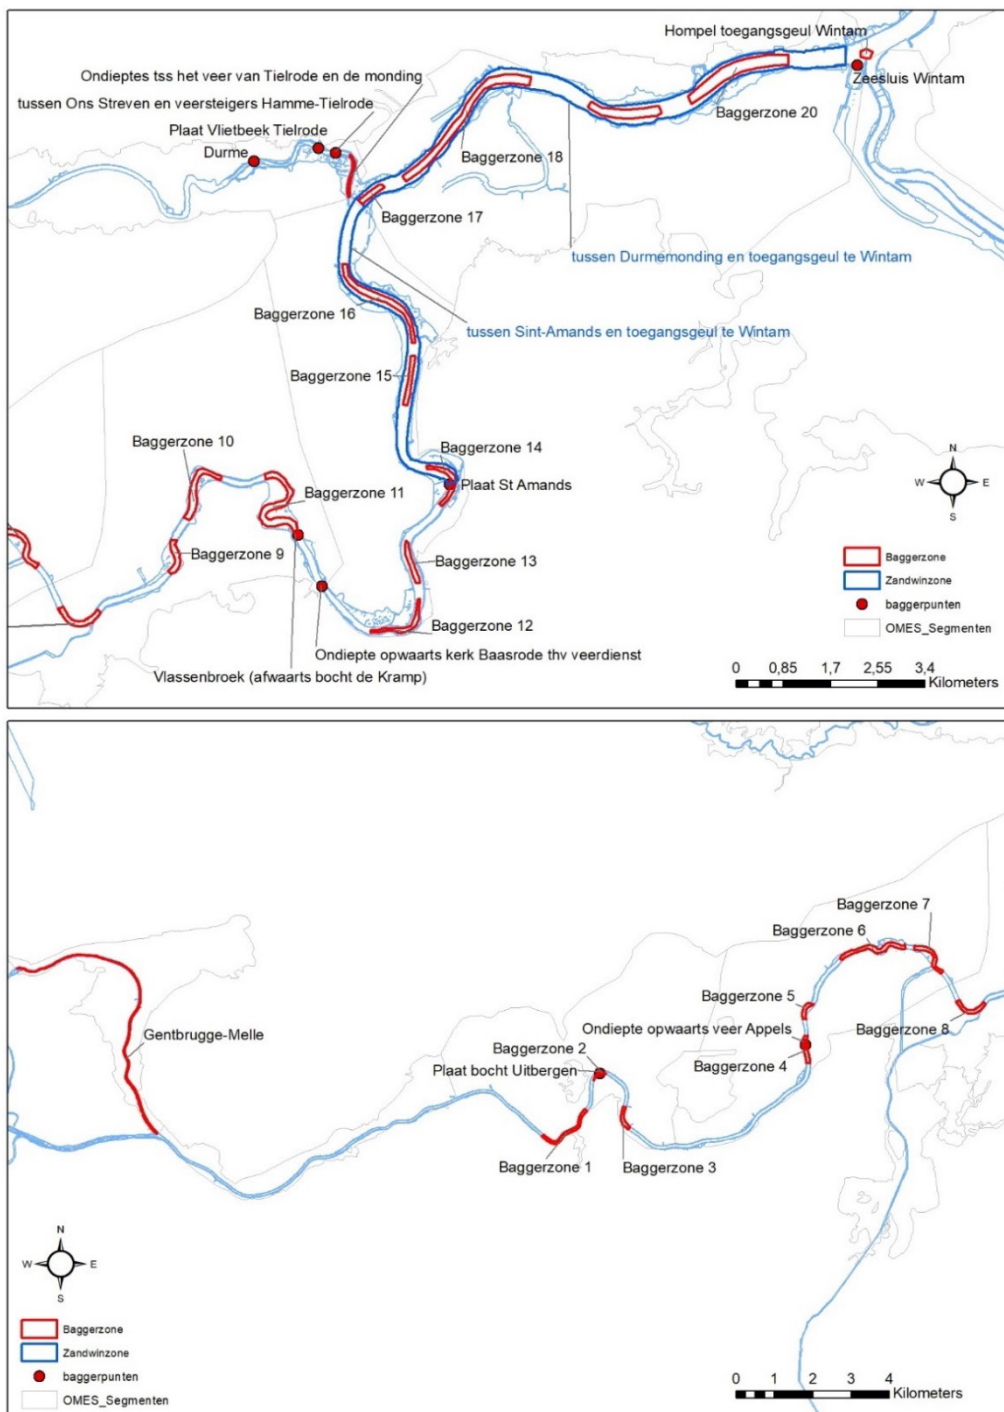 Hompel toegangsgeul Wintam
Ondieptes tss het veer van Tielrode en de monding
tussen Ons Streven en veersteigers Hamme-Tielrode
Zeesluis Wintam
Plaat Vlietbeek Tielrode
Durme
Baggerzone 20
Baggerzone 18
Baggerzone 17
tussen Durmemonding en toegangsgeul te Wintam
Baggerzone 16
tussen Sint-Amands en toegangsgeul te Wintam
Baggerzone 15
Baggerzone 10
Baggerzone 14
Plaat St Amands
Baggerzone 11
Baggerzone 9
Baggerzone 13
Baggerzone 12
Ondiepte opwaarts kerk Baasrode thv veerdienst
Vlassenbroek (afwaarts bocht de Kramp)
N
W E
S
Baggerzone
Zandwinzone
baggerpunten
OMES_Segmenten
0 0,85 1,7 2,55 3,4
Kilometers
Baggerzone 7
Baggerzone 6
Baggerzone 5
Ondiepte opwaarts veer Appels
Baggerzone 8
Gentbrugge-Melle
Baggerzone 2
Plaat bocht Uitbergen
Baggerzone 4
Baggerzone 1
Baggerzone 3
N
W E
S
Baggerzone
Zandwinzone
baggerpunten
OMES_Segmenten
0 1 2 3 4
Kilometers